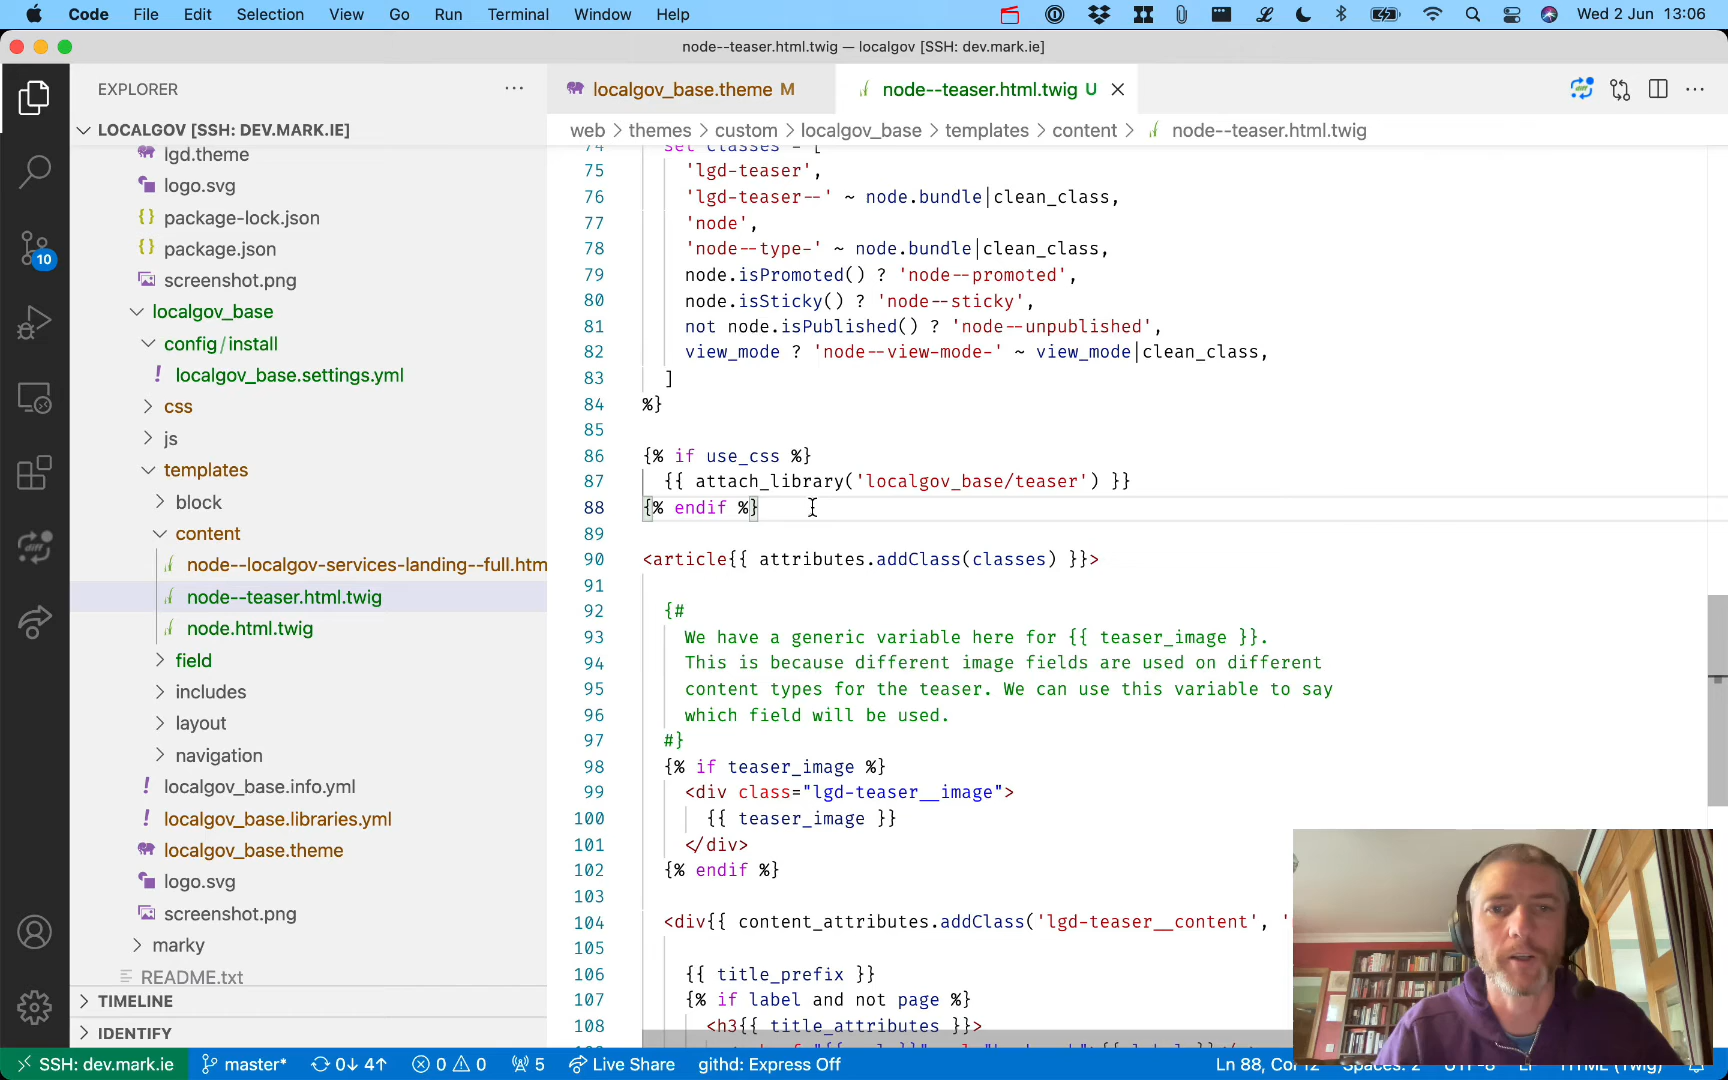 Code File Edit Selection View Go Run Terminal Window Help
Wed 2 Jun 13:06
node--teaser.html.twig — localgov [SSH: dev.mark.ie]
EXPLORER
LOCALGOV [SSH: DEV.MARK.IE]
lgd.theme
logo.svg
package-lock.json
package.json
screenshot.png
localgov_base
config/install
localgov_base.settings.yml
css
js
templates
block
content
node--localgov-services-landing--full.htm
node--teaser.html.twig
node.html.twig
field
includes
layout
navigation
localgov_base.info.yml
localgov_base.libraries.yml
localgov_base.theme
logo.svg
screenshot.png
marky
README.txt
TIMELINE
IDENTIFY
10
localgov_base.theme M
node--teaser.html.twig U
web > themes > custom > localgov_base > templates > content > node--teaser.html.twig
74 set classes = [
75 'lgd-teaser',
76 'lgd-teaser--' ~ node.bundle|clean_class,
77 'node',
78 'node--type-' ~ node.bundle|clean_class,
79 node.isPromoted() ? 'node--promoted',
80 node.isSticky() ? 'node--sticky',
81 not node.isPublished() ? 'node--unpublished',
82 view_mode ? 'node--view-mode-' ~ view_mode|clean_class,
83 ]
84 %}
85
86 {% if use_css %}
87 {{ attach_library('localgov_base/teaser') }}
88 {% endif %}
89
90 <article{{ attributes.addClass(classes) }}>
91
92 {#
93 We have a generic variable here for {{ teaser_image }}.
94 This is because different image fields are used on different
95 content types for the teaser. We can use this variable to say
96 which field will be used.
97 #}
98 {% if teaser_image %}
99 <div class="lgd-teaser__image">
100 {{ teaser_image }}
101 </div>
102 {% endif %}
103
104 <div{{ content_attributes.addClass('lgd-teaser__content', '
105
106 {{ title_prefix }}
107 {% if label and not page %}
108 <h3{{ title_attributes }}>
SSH: dev.mark.ie master* 0↓ 4↑ 0 0 5 Live Share githd: Express Off Ln 88, Col 12 Spaces: 2 UTF-8 LF HTML (Twig)